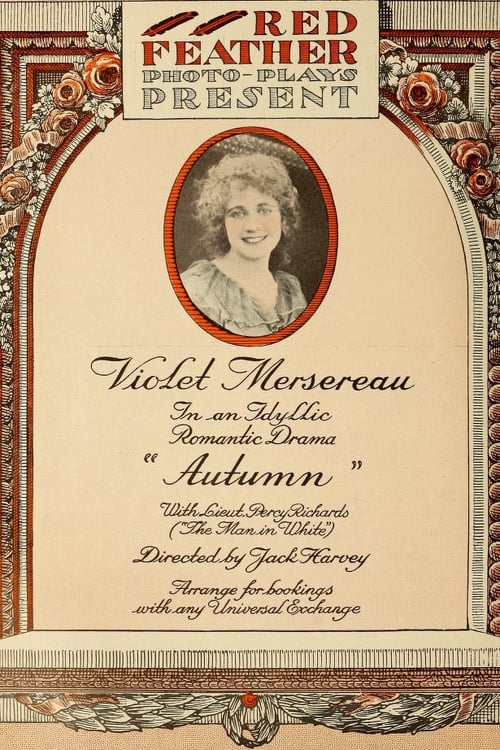 RED
FEATHER
PHOTO-PLAYS
PRESENT
Violet Mersereau
In an Idyllic
Romantic Drama
"Autumn"
With Lieut. Percy Richards
("The Man in White")
Directed by Jack Harvey
Arrange for bookings
with any Universal Exchange